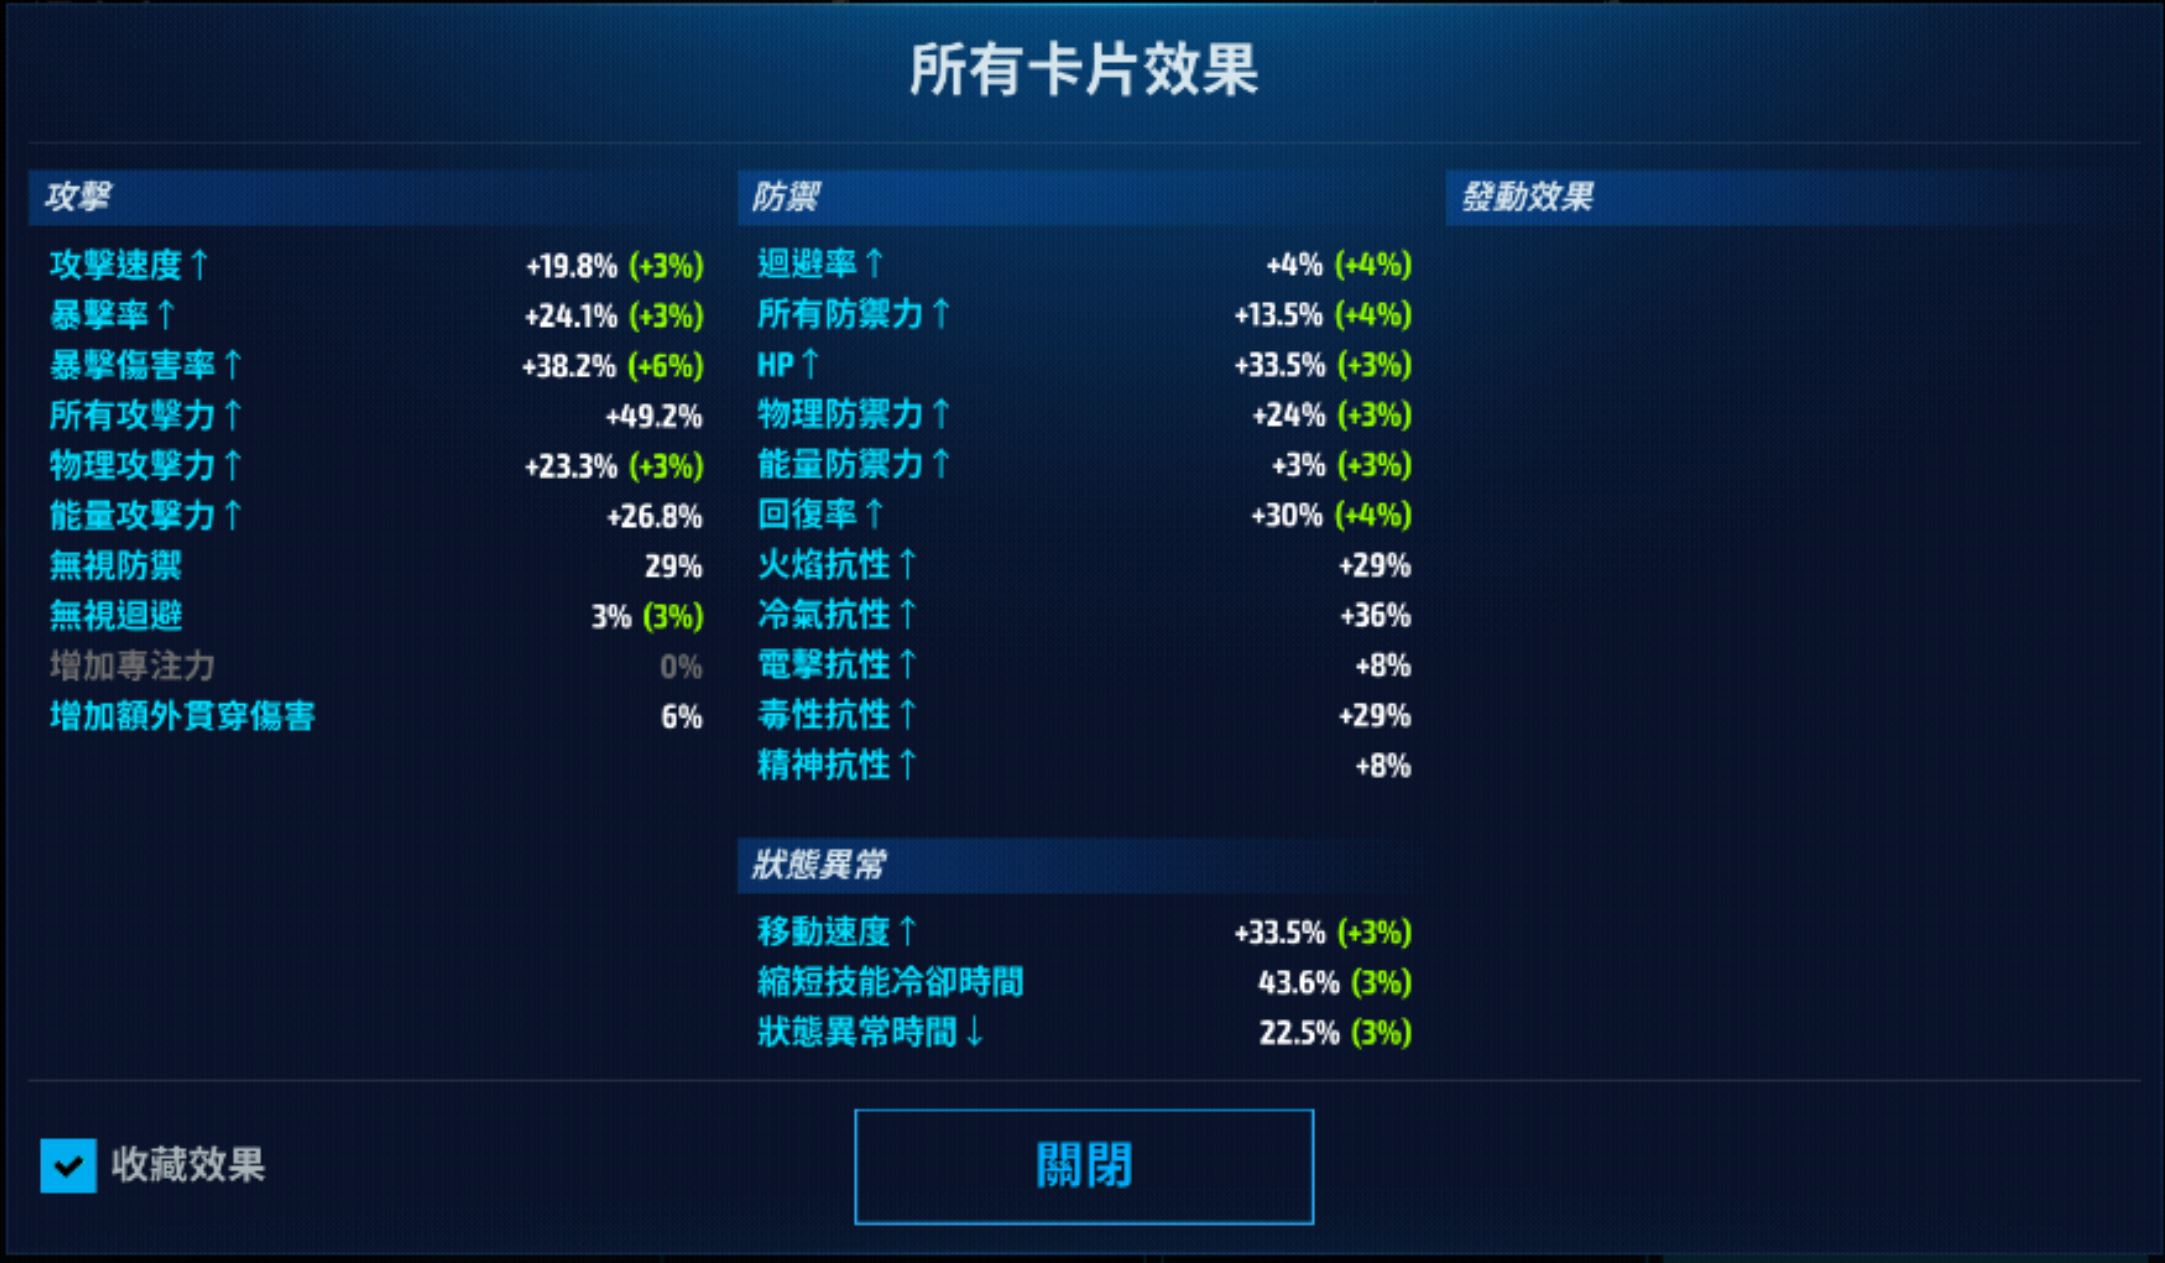 所有卡片效果
攻擊
攻擊速度↑ +19.8% (+3%)
暴擊率↑ +24.1% (+3%)
暴擊傷害率↑ +38.2% (+6%)
所有攻擊力↑ +49.2%
物理攻擊力↑ +23.3% (+3%)
能量攻擊力↑ +26.8%
無視防禦 29%
無視迴避 3% (3%)
增加專注力 0%
增加額外貫穿傷害 6%
防禦
迴避率↑ +4% (+4%)
所有防禦力↑ +13.5% (+4%)
HP↑ +33.5% (+3%)
物理防禦力↑ +24% (+3%)
能量防禦力↑ +3% (+3%)
回復率↑ +30% (+4%)
火焰抗性↑ +29%
冷氣抗性↑ +36%
電擊抗性↑ +8%
毒性抗性↑ +29%
精神抗性↑ +8%
狀態異常
移動速度↑ +33.5% (+3%)
縮短技能冷卻時間 43.6% (3%)
狀態異常時間↓ 22.5% (3%)
發動效果
收藏效果
關閉